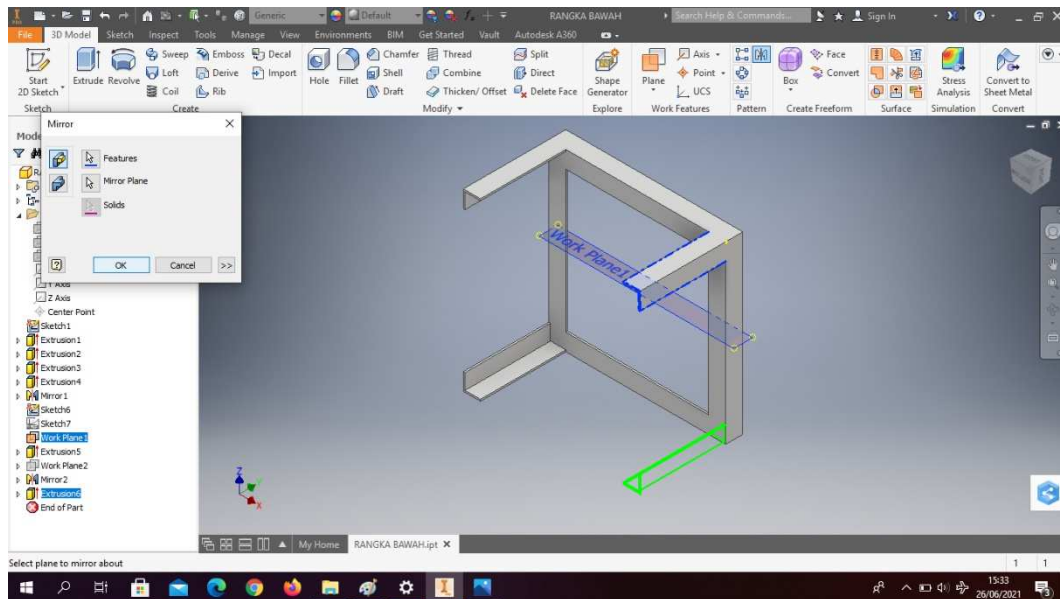 Generic Default RANGKA BAWAH Search Help & Commands... Sign In
File 3D Model Sketch Inspect Tools Manage View Environments BIM Get Started Vault Autodesk A360
Sweep Emboss Decal Chamfer Thread Split Axis Face
Start 2D Sketch Extrude Revolve Loft Derive Import Hole Fillet Shell Combine Direct Shape Generator Plane Point Box Convert Stress Analysis Convert to Sheet Metal
Coil Rib Draft Thicken/ Offset Delete Face UCS
Sketch Create Modify Explore Work Features Pattern Create Freeform Surface Simulation Convert
Mirror
Mode
Features
Mirror Plane
Solids
OK Cancel >>
Y Axis
Z Axis
Center Point
Sketch1
Extrusion1
Extrusion2
Extrusion3
Extrusion4
Mirror1
Sketch6
Sketch7
Work Plane1
Extrusion5
Work Plane2
Mirror2
Extrusion6
End of Part
Work Plane1
Z
Y
X
My Home RANGKA BAWAH.ipt
Select plane to mirror about 1 1
15:33
26/06/2021